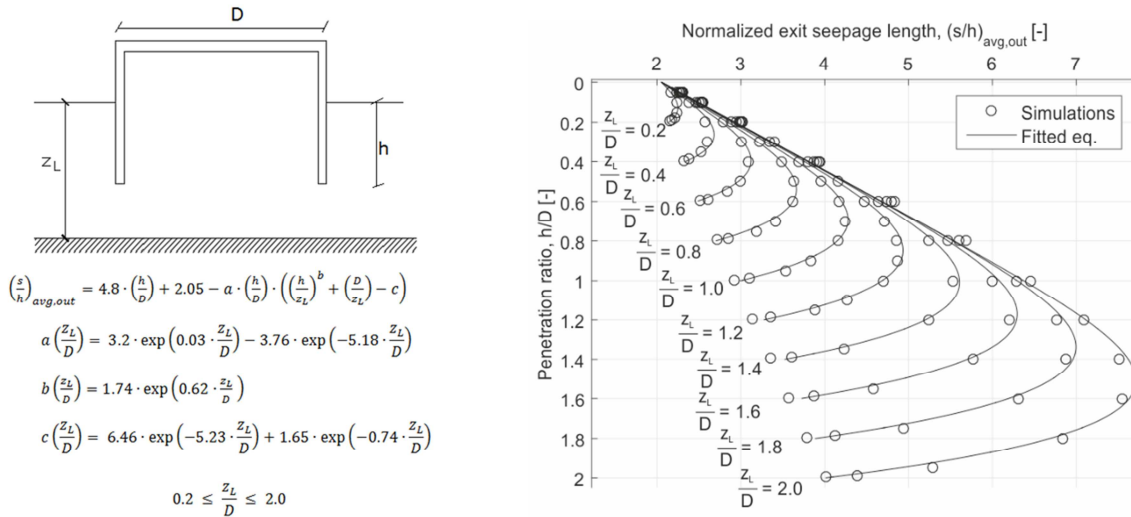 D
z_L
h
(s/h)_avg,out = 4.8 · (h/D) + 2.05 − a · (h/D) · ((h/z_L)^b + (D/z_L) − c)
a(z_L/D) = 3.2 · exp(0.03 · z_L/D) − 3.76 · exp(−5.18 · z_L/D)
b(z_L/D) = 1.74 · exp(0.62 · z_L/D)
c(z_L/D) = 6.46 · exp(−5.23 · z_L/D) + 1.65 · exp(−0.74 · z_L/D)
0.2 ≤ z_L/D ≤ 2.0
Normalized exit seepage length, (s/h)_avg,out [-]
2 3 4 5 6 7
Penetration ratio, h/D [-]
0
0.2
0.4
0.6
0.8
1
1.2
1.4
1.6
1.8
2
Simulations
Fitted eq.
z_L/D = 0.2
z_L/D = 0.4
z_L/D = 0.6
z_L/D = 0.8
z_L/D = 1.0
z_L/D = 1.2
z_L/D = 1.4
z_L/D = 1.6
z_L/D = 1.8
z_L/D = 2.0